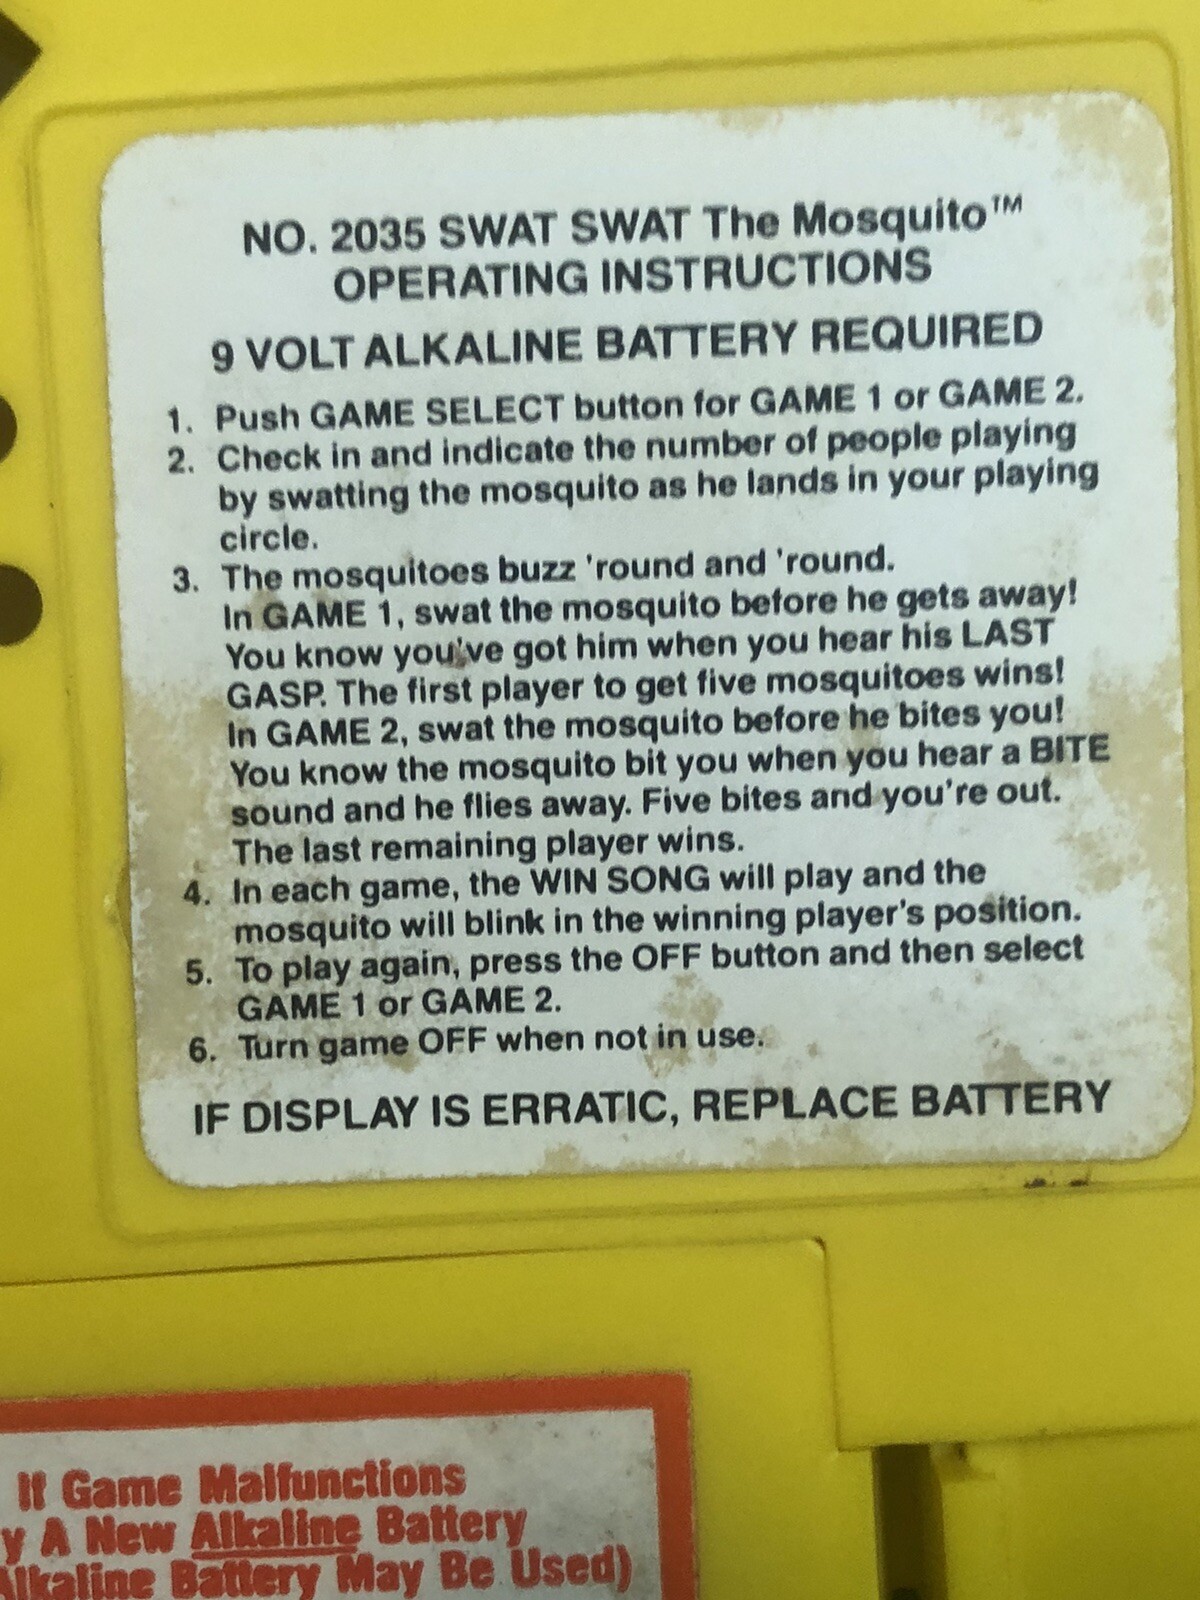 NO. 2035 SWAT SWAT The Mosquito™
OPERATING INSTRUCTIONS
9 VOLT ALKALINE BATTERY REQUIRED
1. Push GAME SELECT button for GAME 1 or GAME 2.
2. Check in and indicate the number of people playing
by swatting the mosquito as he lands in your playing
circle.
3. The mosquitoes buzz 'round and 'round.
In GAME 1, swat the mosquito before he gets away!
You know you've got him when you hear his LAST
GASP. The first player to get five mosquitoes wins!
In GAME 2, swat the mosquito before he bites you!
You know the mosquito bit you when you hear a BITE
sound and he flies away. Five bites and you're out.
The last remaining player wins.
4. In each game, the WIN SONG will play and the
mosquito will blink in the winning player's position.
5. To play again, press the OFF button and then select
GAME 1 or GAME 2.
6. Turn game OFF when not in use.
IF DISPLAY IS ERRATIC, REPLACE BATTERY
If Game Malfunctions
y A New Alkaline Battery
Alkaline Battery May Be Used)